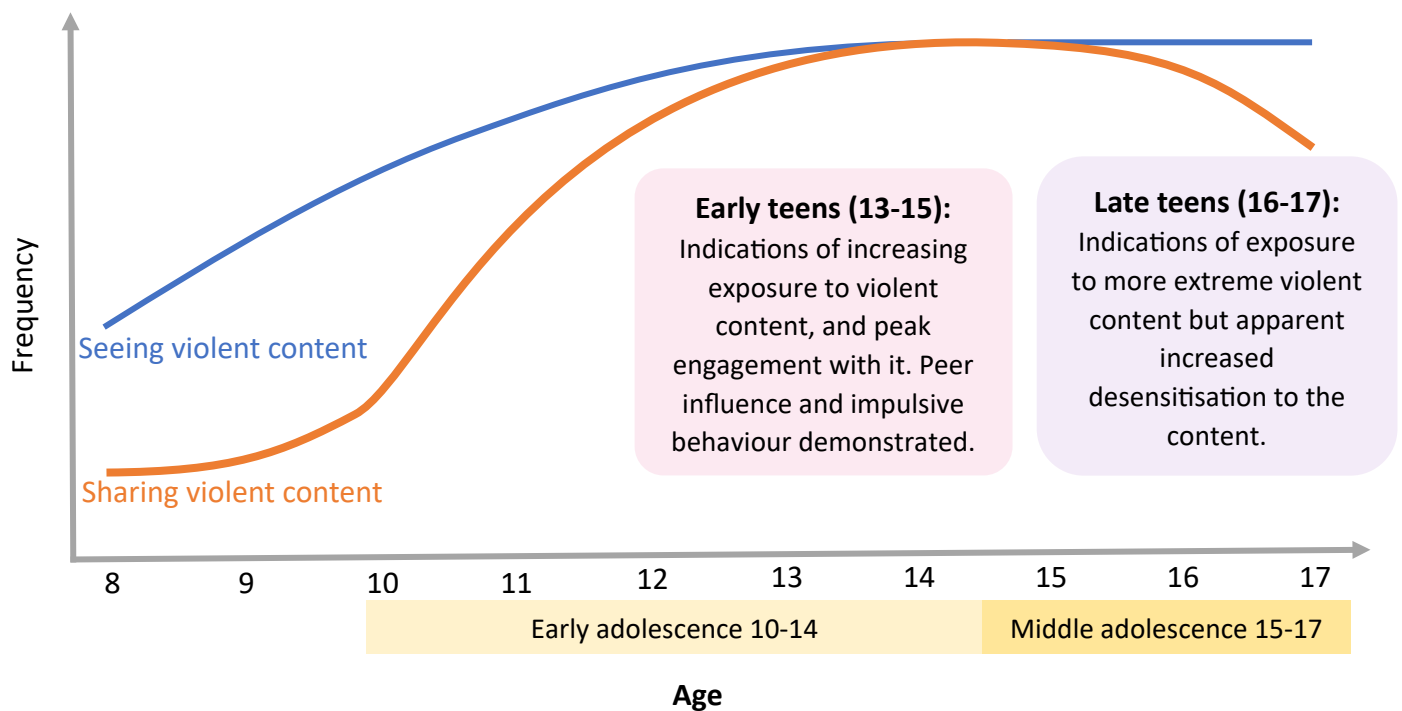 Frequency
Seeing violent content
Sharing violent content
Early teens (13-15):
Indications of increasing
exposure to violent
content, and peak
engagement with it. Peer
influence and impulsive
behaviour demonstrated.
Late teens (16-17):
Indications of exposure
to more extreme violent
content but apparent
increased
desensitisation to the
content.
8 9 10 11 12 13 14 15 16 17
Early adolescence 10-14
Middle adolescence 15-17
Age